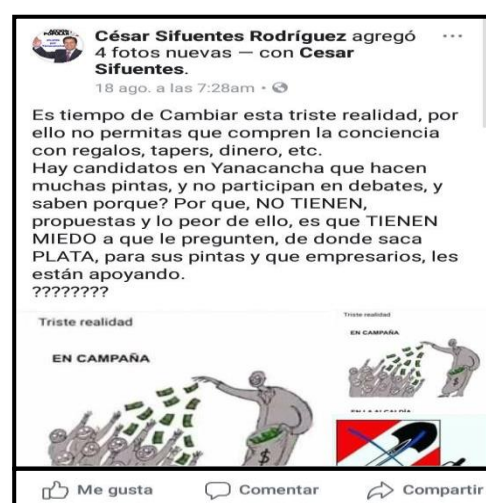 César Sifuentes Rodríguez agregó
4 fotos nuevas — con Cesar
Sifuentes.
18 ago. a las 7:28am
Es tiempo de Cambiar esta triste realidad, por
ello no permitas que compren la conciencia
con regalos, tapers, dinero, etc.
Hay candidatos en Yanacancha que hacen
muchas pintas, y no participan en debates, y
saben porque? Por que, NO TIENEN,
propuestas y lo peor de ello, es que TIENEN
MIEDO a que le pregunten, de donde saca
PLATA, para sus pintas y que empresarios, les
están apoyando.
????????
Triste realidad
EN CAMPAÑA
$
Triste realidad
EN CAMPAÑA
$
EN LA ALCALDÍA
Me gusta
Comentar
Compartir